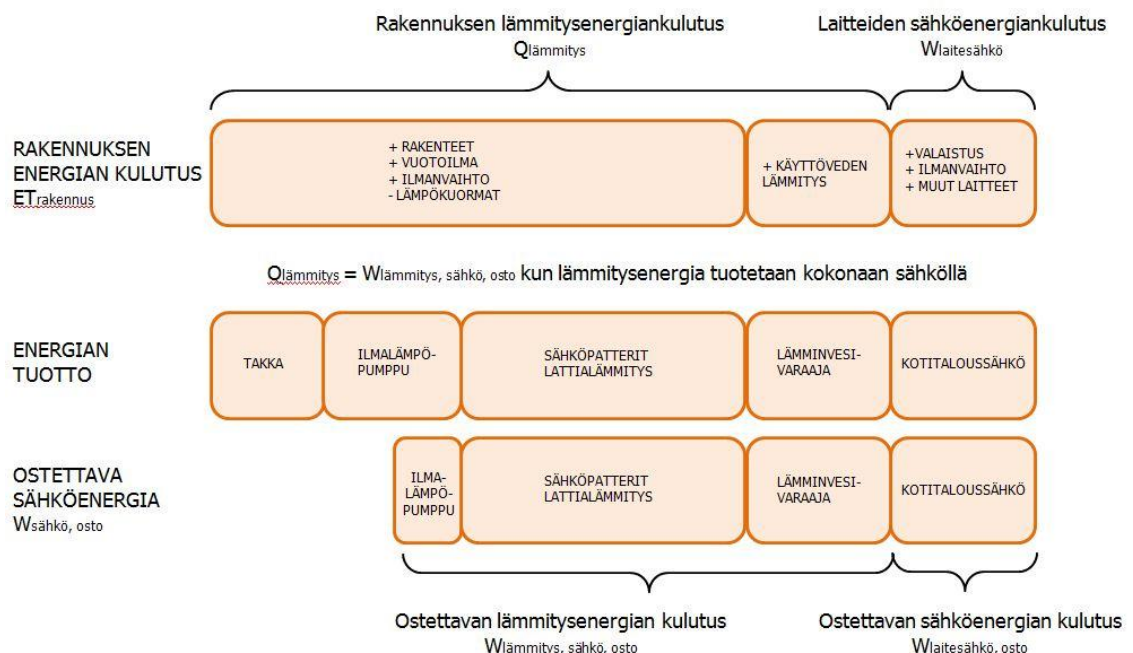 Rakennuksen lämmitysenergiankulutus
Qlämmitys
Laitteiden sähköenergiankulutus
Wlaitesähkö
RAKENNUKSEN
ENERGIAN KULUTUS
ETrakennus
+ RAKENTEET
+ VUOTOILMA
+ ILMANVAIHTO
- LÄMPÖKUORMAT
+ KÄYTTÖVEDEN
LÄMMITYS
+VALAISTUS
+ ILMANVAIHTO
+ MUUT LAITTEET
Qlämmitys = Wlämmitys, sähkö, osto kun lämmitysenergia tuotetaan kokonaan sähköllä
ENERGIAN
TUOTTO
TAKKA
ILMALÄMPÖ-
PUMPPU
SÄHKÖPATTERIT
LATTIALÄMMITYS
LÄMMINVESI-
VARAAJA
KOTITALOUSSÄHKÖ
OSTETTAVA
SÄHKÖENERGIA
Wsähkö, osto
ILMA-
LÄMPÖ-
PUMPPU
SÄHKÖPATTERIT
LATTIALÄMMITYS
LÄMMINVESI-
VARAAJA
KOTITALOUSSÄHKÖ
Ostettavan lämmitysenergian kulutus
Wlämmitys, sähkö, osto
Ostettavan sähköenergian kulutus
Wlaitesähkö, osto